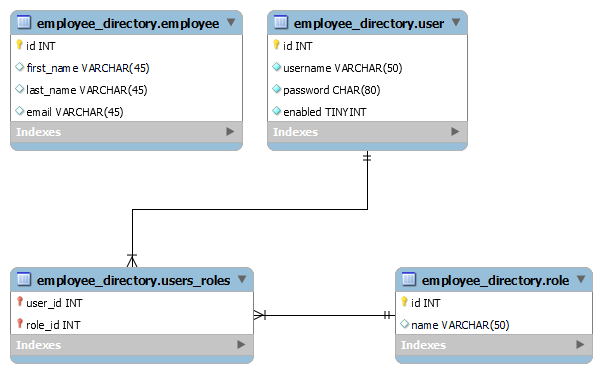 employee_directory.employee
id INT
first_name VARCHAR(45)
last_name VARCHAR(45)
email VARCHAR(45)
Indexes
employee_directory.user
id INT
username VARCHAR(50)
password CHAR(80)
enabled TINYINT
Indexes
employee_directory.users_roles
user_id INT
role_id INT
Indexes
employee_directory.role
id INT
name VARCHAR(50)
Indexes